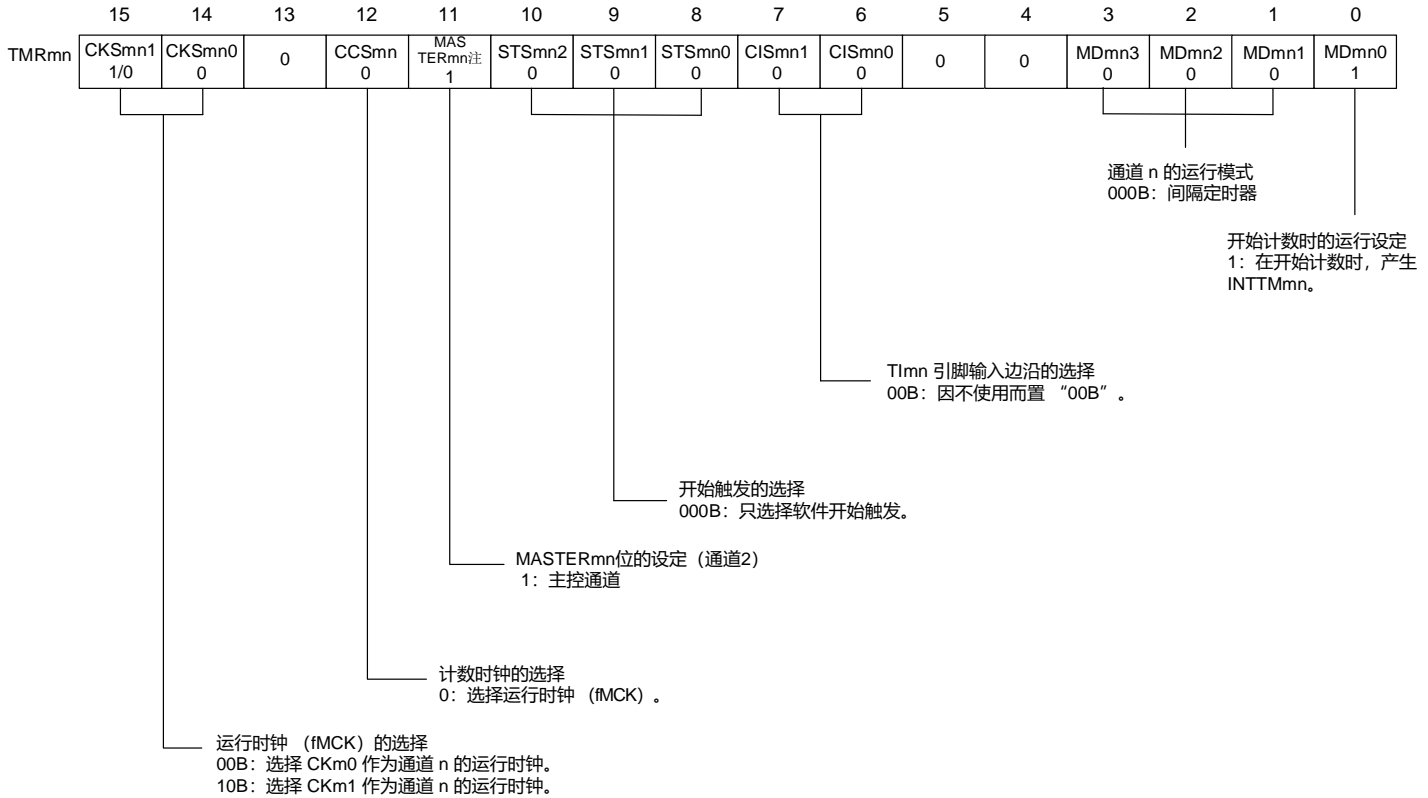 15 14 13 12 11 10 9 8 7 6 5 4 3 2 1 0
TMRmn CKSmn1 CKSmn0 0 CCSmn MAS STSmn2 STSmn1 STSmn0 CISmn1 CISmn0 0 0 MDmn3 MDmn2 MDmn1 MDmn0
TERmn注
1/0 0 0 1 0 0 0 0 0 0 0 0 1
通道 n 的运行模式
000B：间隔定时器
开始计数时的运行设定
1：在开始计数时，产生
INTTMmn。
TImn 引脚输入边沿的选择
00B：因不使用而置 “00B”。
开始触发的选择
000B：只选择软件开始触发。
MASTERmn位的设定（通道2）
1：主控通道
计数时钟的选择
0：选择运行时钟 （fMCK）。
运行时钟 （fMCK）的选择
00B：选择 CKm0 作为通道 n 的运行时钟。
10B：选择 CKm1 作为通道 n 的运行时钟。